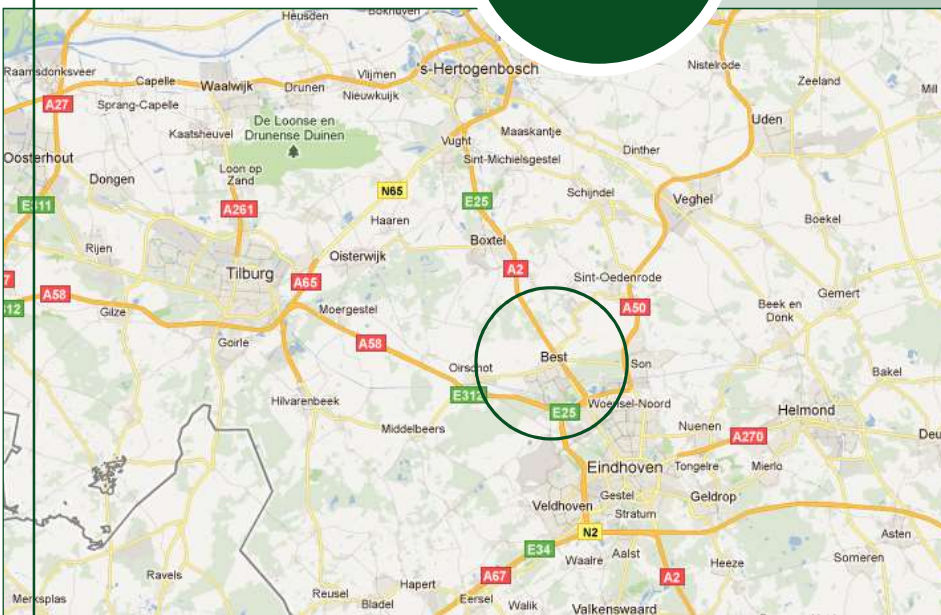 Heusden
Bokhoven
Nistelrode
Raamsdonksveer
Capelle
Waalwijk
Drunen
Vlijmen
's-Hertogenbosch
Zeeland
Mill
Nieuwkuijk
A27
Sprang-Capelle
De Loonse en
Drunense Duinen
Kaatsheuvel
Maaskantje
Uden
Vught
Oosterhout
Sint-Michielsgestel
Dinther
Loon op
Zand
Dongen
N65
Schijndel
Veghel
E311
A261
E25
Haaren
Boekel
Rijen
Oisterwijk
Boxtel
Tilburg
A2
Sint-Oedenrode
A65
A58
Gemert
Moergestel
A50
Beek en
Donk
Gilze
Goirle
A58
Best
Oirschot
Son
Bakel
E312
Hilvarenbeek
Woensel-Noord
E25
Helmond
Middelbeers
Nuenen
A270
Eindhoven
Tongelre
Mierlo
Gestel
Geldrop
Veldhoven
Stratum
N2
Asten
E34
Aalst
Waalre
Heeze
Someren
Ravels
A67
A2
Hapert
Reusel
Eersel
Merksplas
Bladel
Walik
Valkenswaard